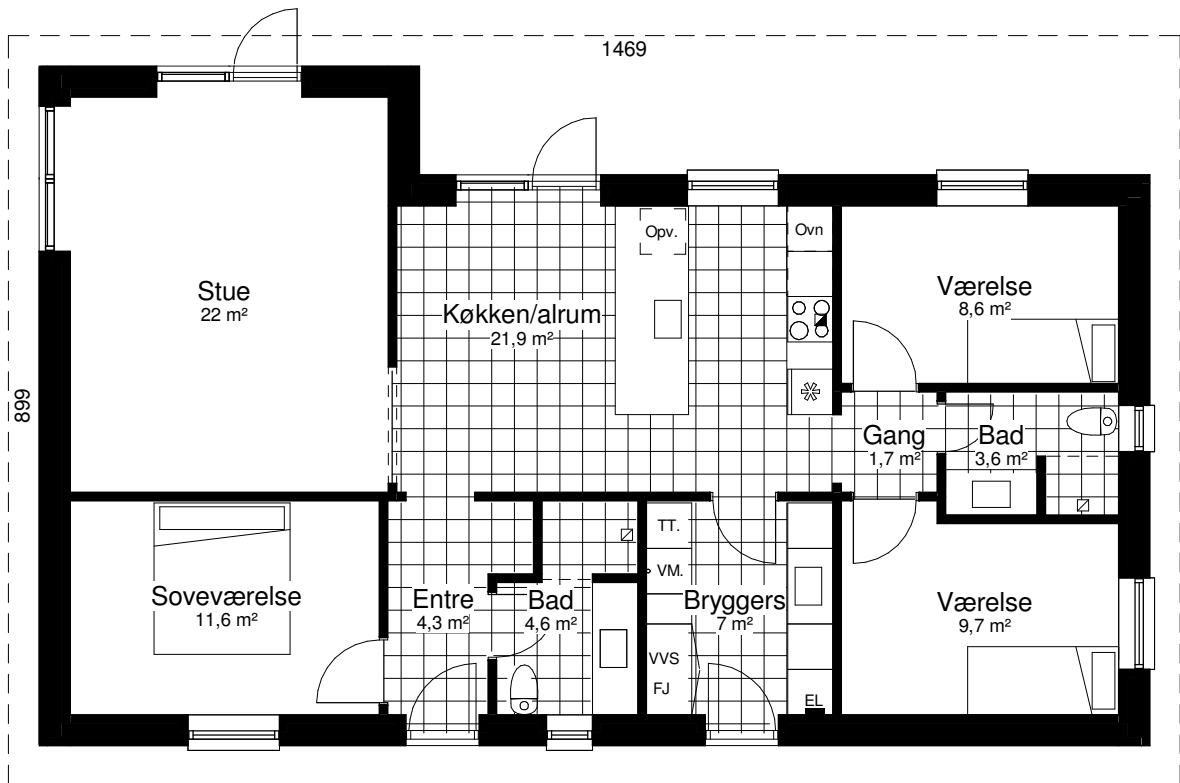 1469
899
Stue
22 m²
Køkken/alrum
21,9 m²
Opv.
Ovn
Værelse
8,6 m²
Gang
1,7 m²
Bad
3,6 m²
Soveværelse
11,6 m²
Entre
4,3 m²
Bad
4,6 m²
TT.
VM.
Bryggers
7 m²
VVS
FJ
EL
Værelse
9,7 m²